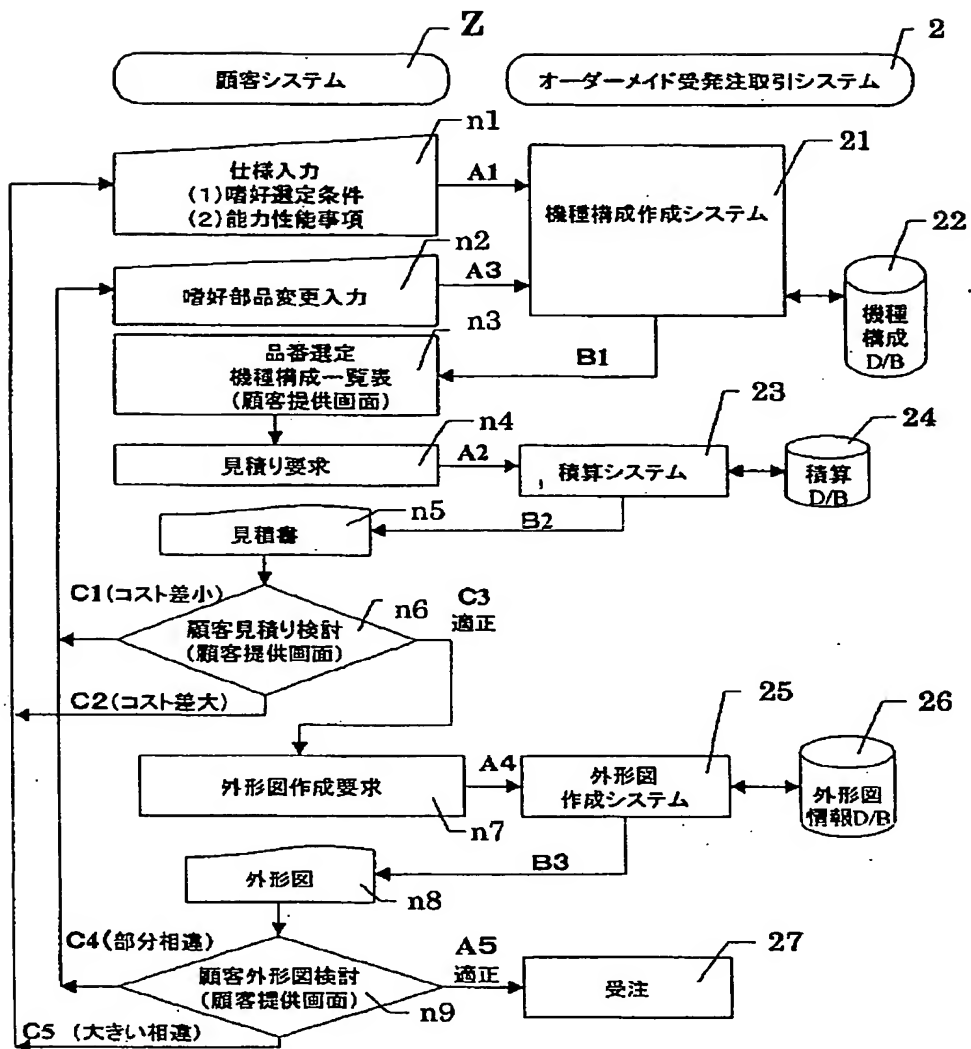 Z
2
顧客システム
オーダーメイド受発注取引システム
n1
仕様入力
(1)嗜好選定条件
(2)能力性能事項
A1
21
機種構成作成システム
n2
嗜好部品変更入力
A3
22
機種
構成
D/B
n3
品番選定
機種構成一覧表
(顧客提供画面)
B1
n4
見積り要求
A2
23
積算システム
24
積算
D/B
n5
見積書
B2
C1(コスト差小)
n6
C3
適正
顧客見積り検討
(顧客提供画面)
C2(コスト差大)
25
26
外形図作成要求
A4
外形図
作成システム
外形図
情報D/B
n7
B3
外形図
n8
C4(部分相違)
A5
適正
27
顧客外形図検討
(顧客提供画面)
受注
n9
C5 (大きい相違)